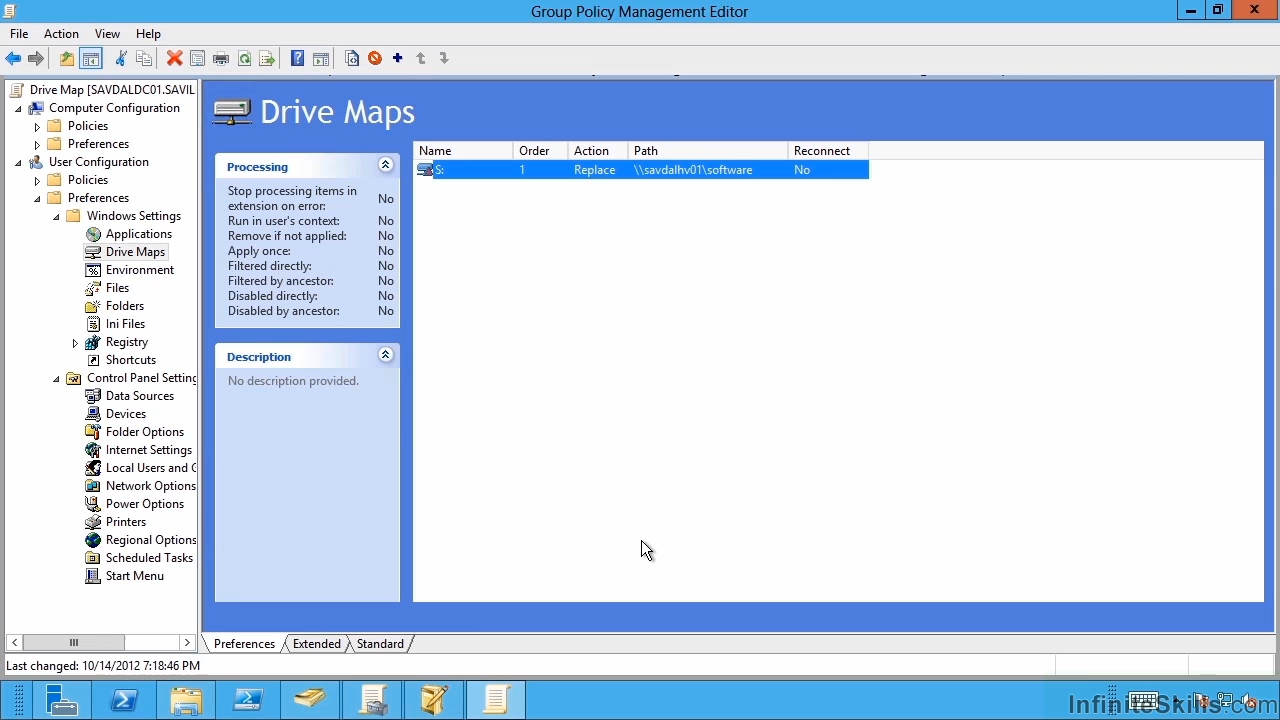 Group Policy Management Editor
File Action View Help
Drive Map [SAVDALDC01.SAVIL
Computer Configuration
Policies
Preferences
User Configuration
Policies
Preferences
Windows Settings
Applications
Drive Maps
Environment
Files
Folders
Ini Files
Registry
Shortcuts
Control Panel Setting
Data Sources
Devices
Folder Options
Internet Settings
Local Users and G
Network Options
Power Options
Printers
Regional Options
Scheduled Tasks
Start Menu
Drive Maps
Processing
Stop processing items in
extension on error: No
Run in user's context: No
Remove if not applied: No
Apply once: No
Filtered directly: No
Filtered by ancestor: No
Disabled directly: No
Disabled by ancestor: No
Description
No description provided.
Name Order Action Path Reconnect
S: 1 Replace \\savdalhv01\software No
Preferences Extended Standard
Last changed: 10/14/2012 7:18:46 PM
InfiniteSkills.com